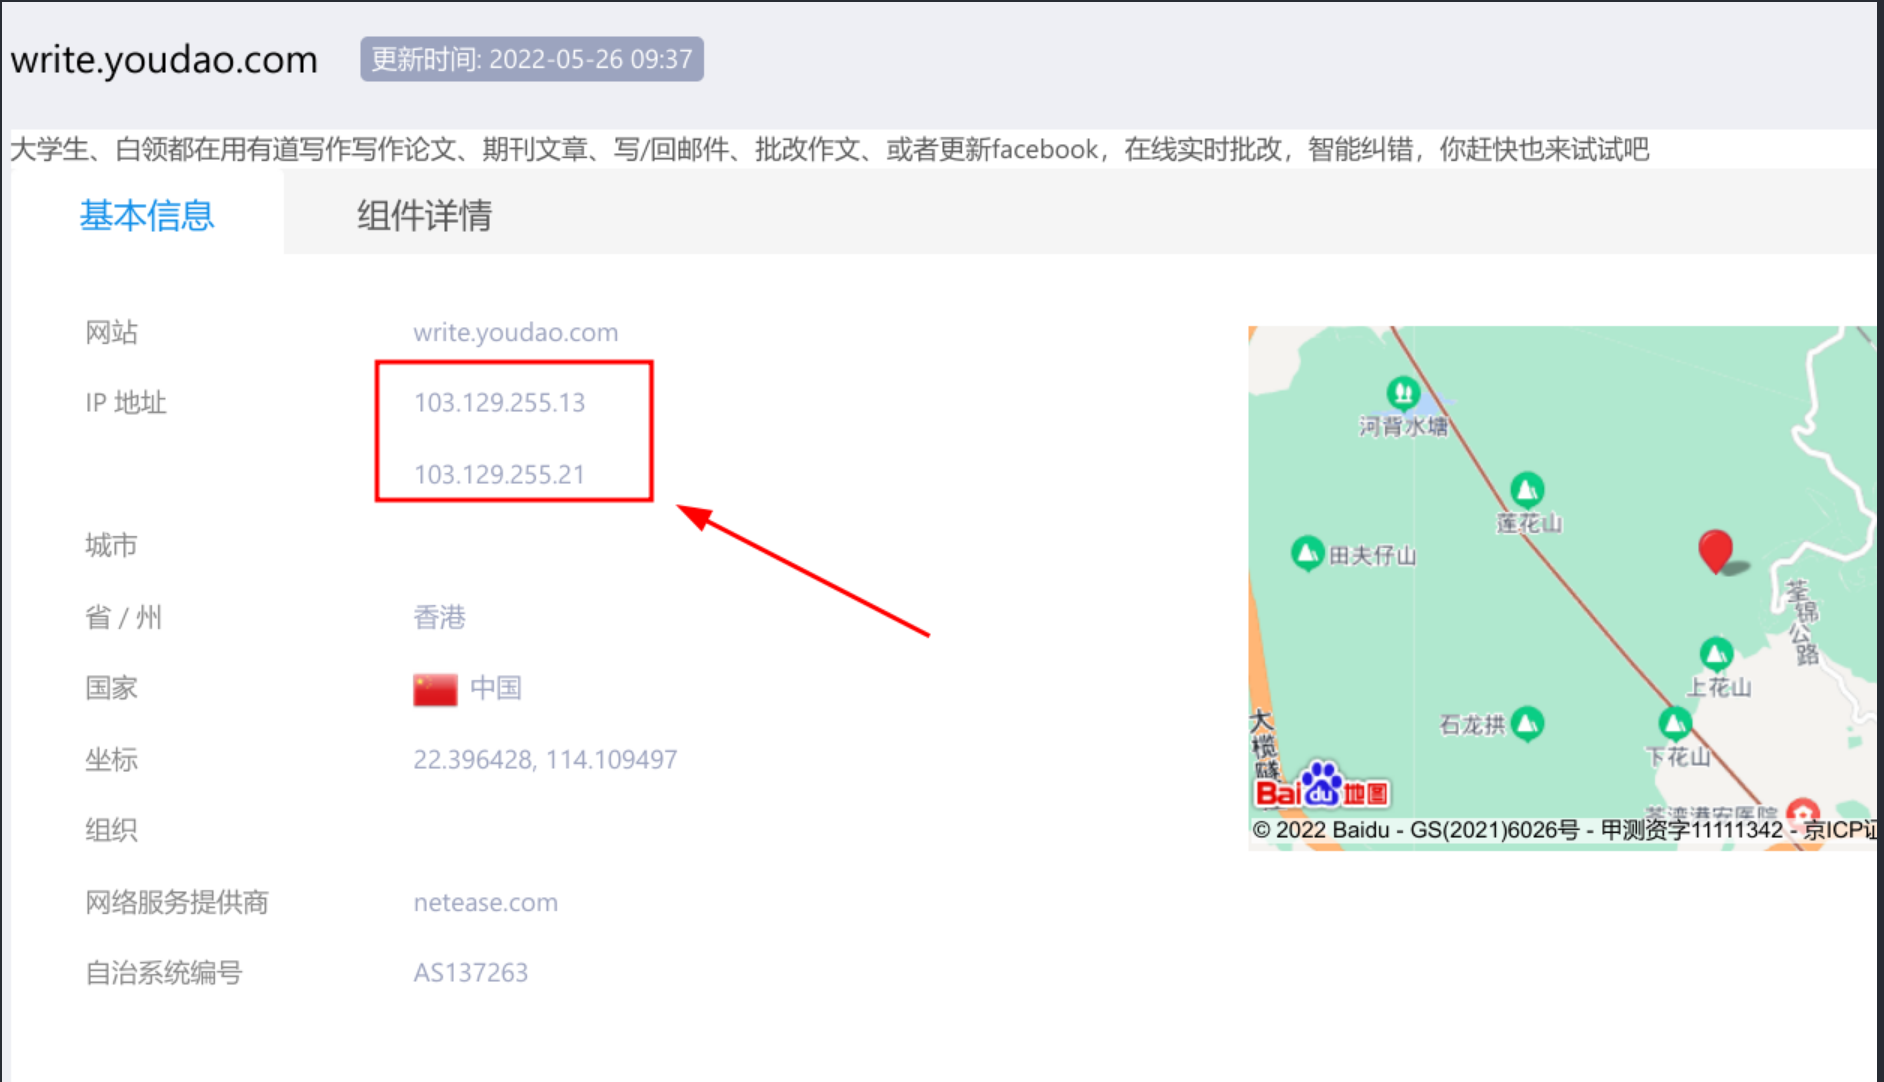 write.youdao.com
更新时间: 2022-05-26 09:37
大学生、白领都在用有道写作写作论文、期刊文章、写/回邮件、批改作文、或者更新facebook，在线实时批改，智能纠错，你赶快也来试试吧
基本信息
组件详情
网站
write.youdao.com
IP 地址
103.129.255.13
103.129.255.21
城市
省 / 州
香港
国家
中国
坐标
22.396428, 114.109497
组织
网络服务提供商
netease.com
自治系统编号
AS137263
河背水塘
莲花山
田夫仔山
荃锦公路
上花山
石龙拱
下花山
大榄隧
荃湾港安医院
Bai du 地图
© 2022 Baidu - GS(2021)6026号 - 甲测资字11111342 - 京ICP证